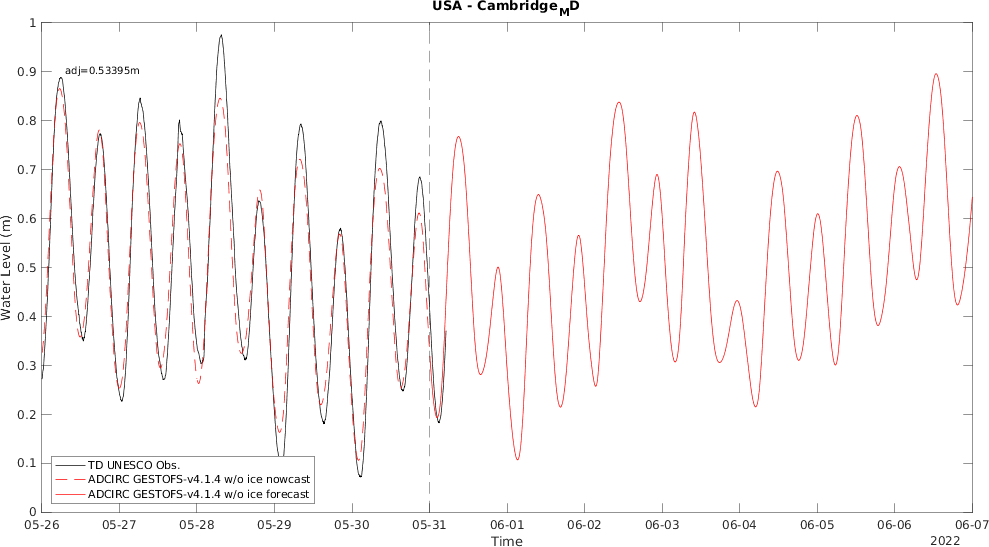 USA - Cambridge_MD
adj=0.53395m
Water Level (m)
1
0.9
0.8
0.7
0.6
0.5
0.4
0.3
0.2
0.1
0
TD UNESCO Obs.
ADCIRC GESTOFS-v4.1.4 w/o ice nowcast
ADCIRC GESTOFS-v4.1.4 w/o ice forecast
05-26 05-27 05-28 05-29 05-30 05-31 06-01 06-02 06-03 06-04 06-05 06-06 06-07
Time
2022